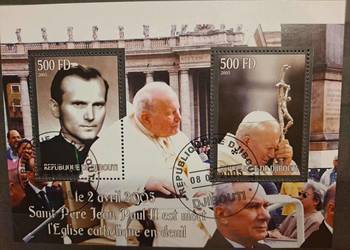 500 FD
2005
REPUBLIQUE DE DJIBOUTI
500 FD
2005
DJIBOUTI
le 2 avril 2005
Saint Père Jean Paul II est mort
l'Eglise catholique en deuil